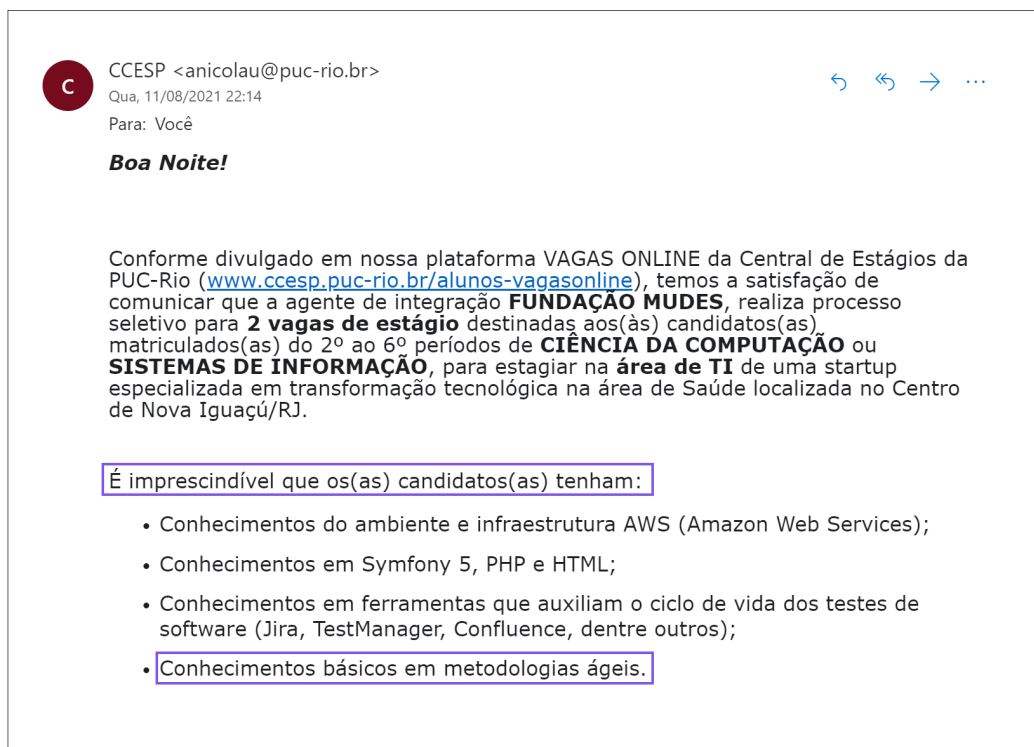 C
CCESP <anicolau@puc-rio.br>
Qua, 11/08/2021 22:14
Para: Você
Boa Noite!
Conforme divulgado em nossa plataforma VAGAS ONLINE da Central de Estágios da
PUC-Rio (www.ccesp.puc-rio.br/alunos-vagasonline), temos a satisfação de
comunicar que a agente de integração FUNDAÇÃO MUDES, realiza processo
seletivo para 2 vagas de estágio destinadas aos(às) candidatos(as)
matriculados(as) do 2º ao 6º períodos de CIÊNCIA DA COMPUTAÇÃO ou
SISTEMAS DE INFORMAÇÃO, para estagiar na área de TI de uma startup
especializada em transformação tecnológica na área de Saúde localizada no Centro
de Nova Iguaçú/RJ.
É imprescindível que os(as) candidatos(as) tenham:
• Conhecimentos do ambiente e infraestrutura AWS (Amazon Web Services);
• Conhecimentos em Symfony 5, PHP e HTML;
• Conhecimentos em ferramentas que auxiliam o ciclo de vida dos testes de
software (Jira, TestManager, Confluence, dentre outros);
• Conhecimentos básicos em metodologias ágeis.